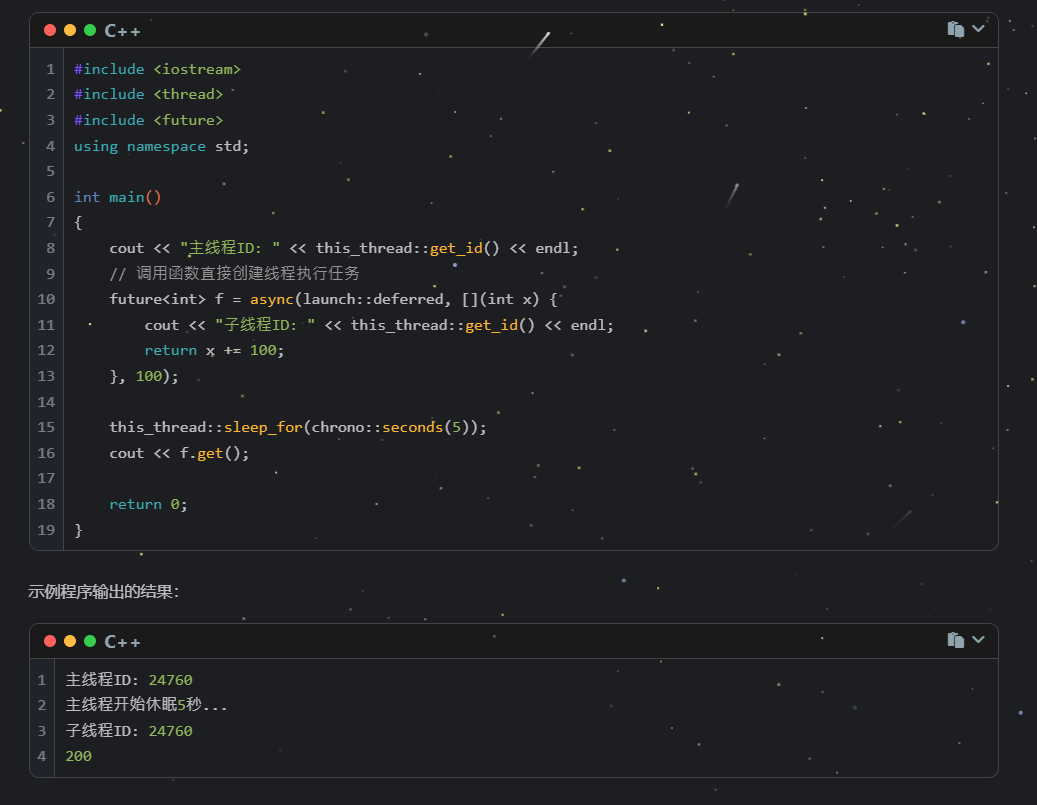 C++
1 #include <iostream>
2 #include <thread>
3 #include <future>
4 using namespace std;
5
6 int main()
7 {
8     cout << "主线程ID: " << this_thread::get_id() << endl;
9     // 调用函数直接创建线程执行任务
10     future<int> f = async(launch::deferred, [](int x) {
11         cout << "子线程ID: " << this_thread::get_id() << endl;
12         return x += 100;
13     }, 100);
14
15     this_thread::sleep_for(chrono::seconds(5));
16     cout << f.get();
17
18     return 0;
19 }
示例程序输出的结果：
C++
1 主线程ID: 24760
2 主线程开始休眠5秒...
3 子线程ID: 24760
4 200